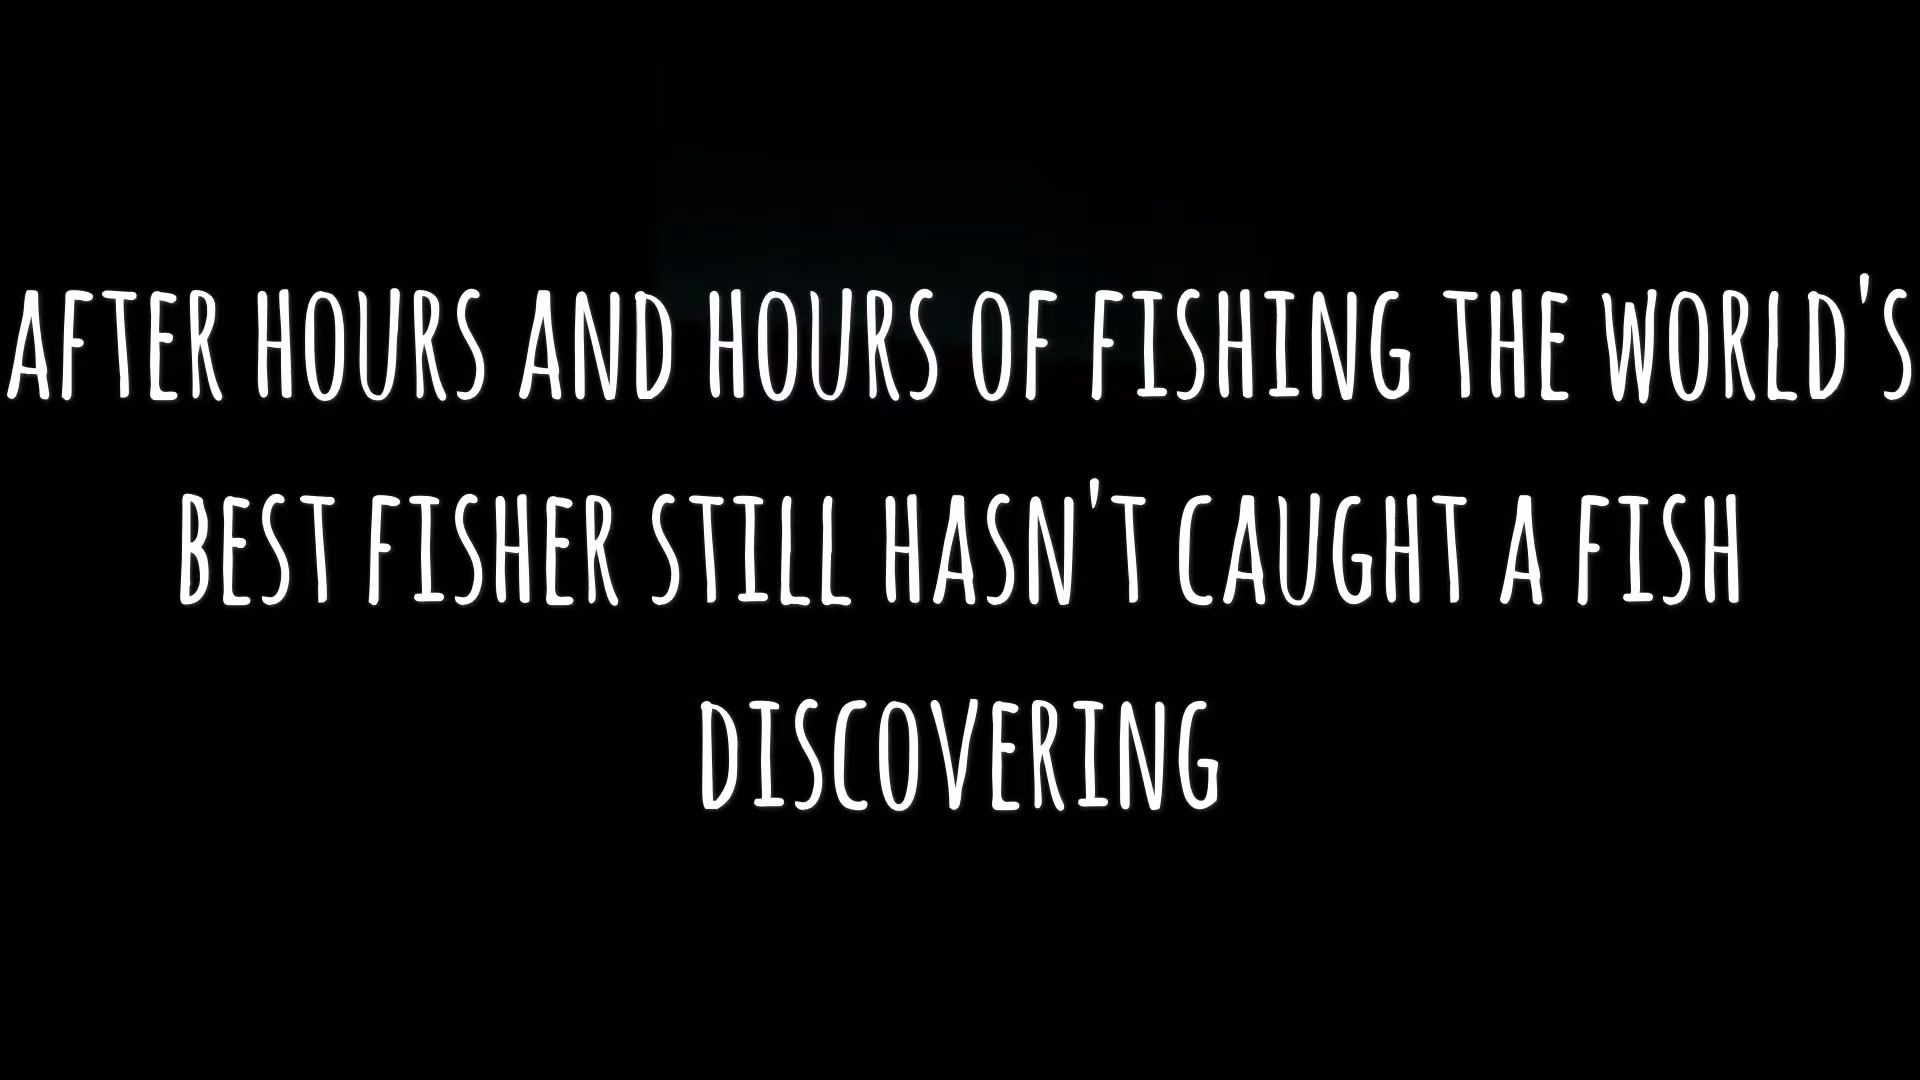 AFTER HOURS AND HOURS OF FISHING THE WORLD'S
BEST FISHER STILL HASN'T CAUGHT A FISH
DISCOVERING